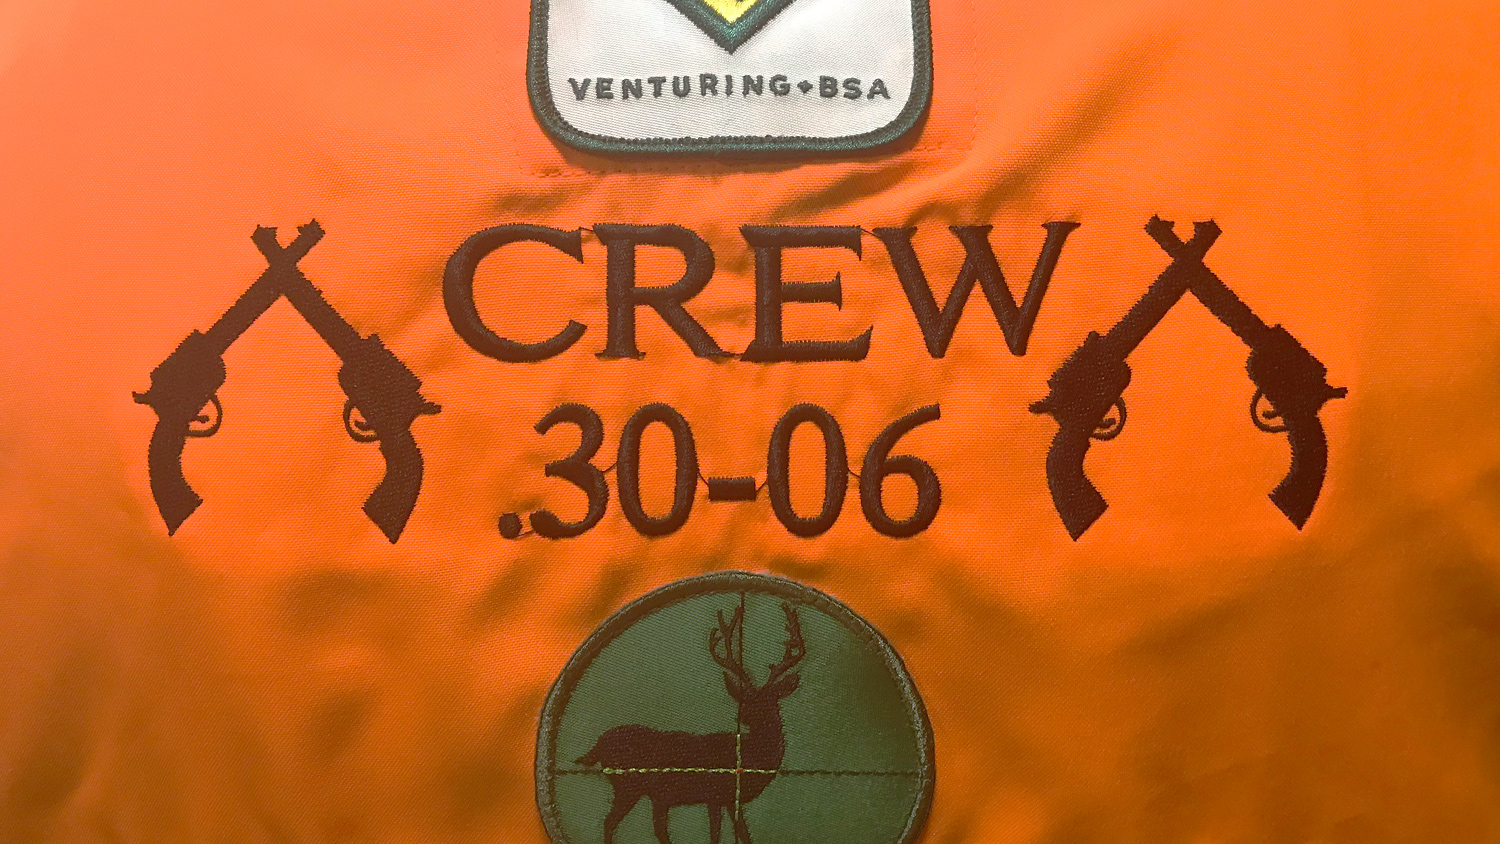 VENTURING+BSA
CREW
.30-06